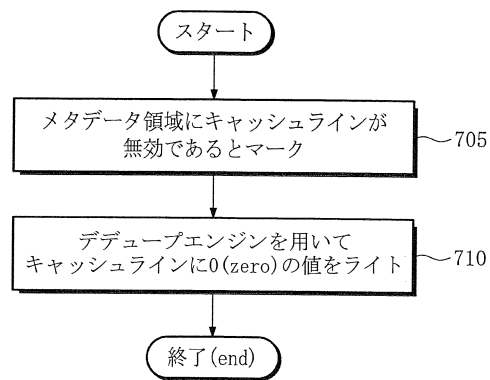 スタート
メタデータ領域にキャッシュラインが
無効であるとマーク
705
デデュープエンジンを用いて
キャッシュラインに0(zero)の値をライト
710
終了(end)